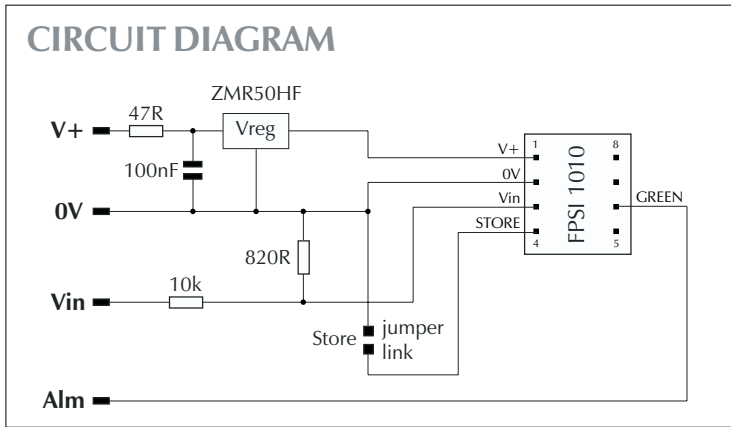 CIRCUIT DIAGRAM
ZMR50HF
47R
V+
Vreg
100nF
V+
1
8
0V
0V
Vin
GREEN
STORE
4
5
FPSI 1010
820R
10k
Vin
Store
jumper
link
Alm